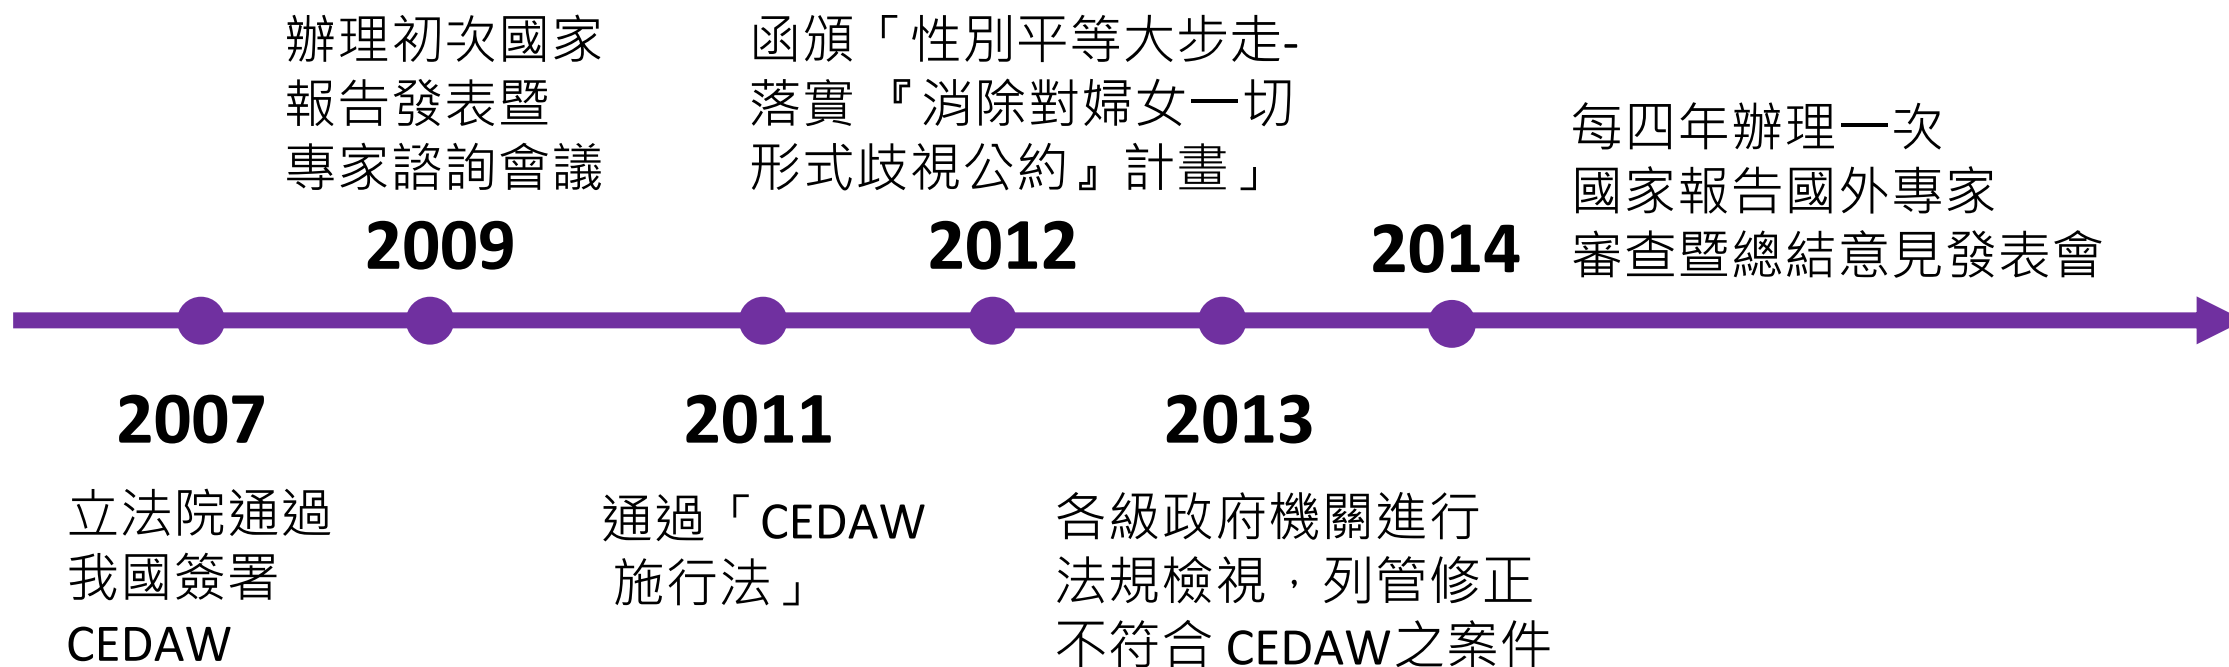 辦理初次國家
報告發表暨
專家諮詢會議
2009
函頒「性別平等大步走-
落實『消除對婦女一切
形式歧視公約』計畫」
2012
2014
每四年辦理一次
國家報告國外專家
審查暨總結意見發表會
2007
立法院通過
我國簽署
CEDAW
2011
通過「CEDAW
施行法」
2013
各級政府機關進行
法規檢視，列管修正
不符合 CEDAW之案件